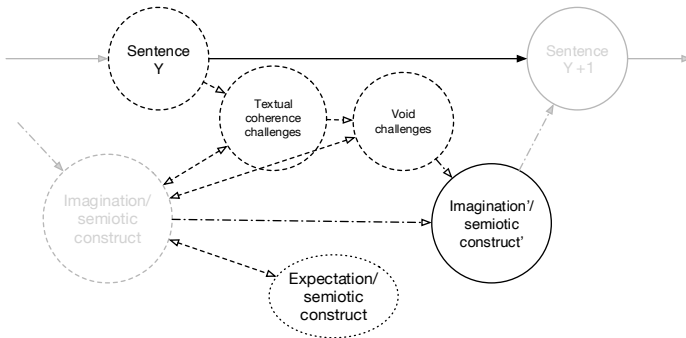 Sentence
Y
Sentence
Y +1
Textual
coherence
challenges
Void
challenges
Imagination/
semiotic
construct
Imagination'/
semiotic
construct'
Expectation/
semiotic
construct